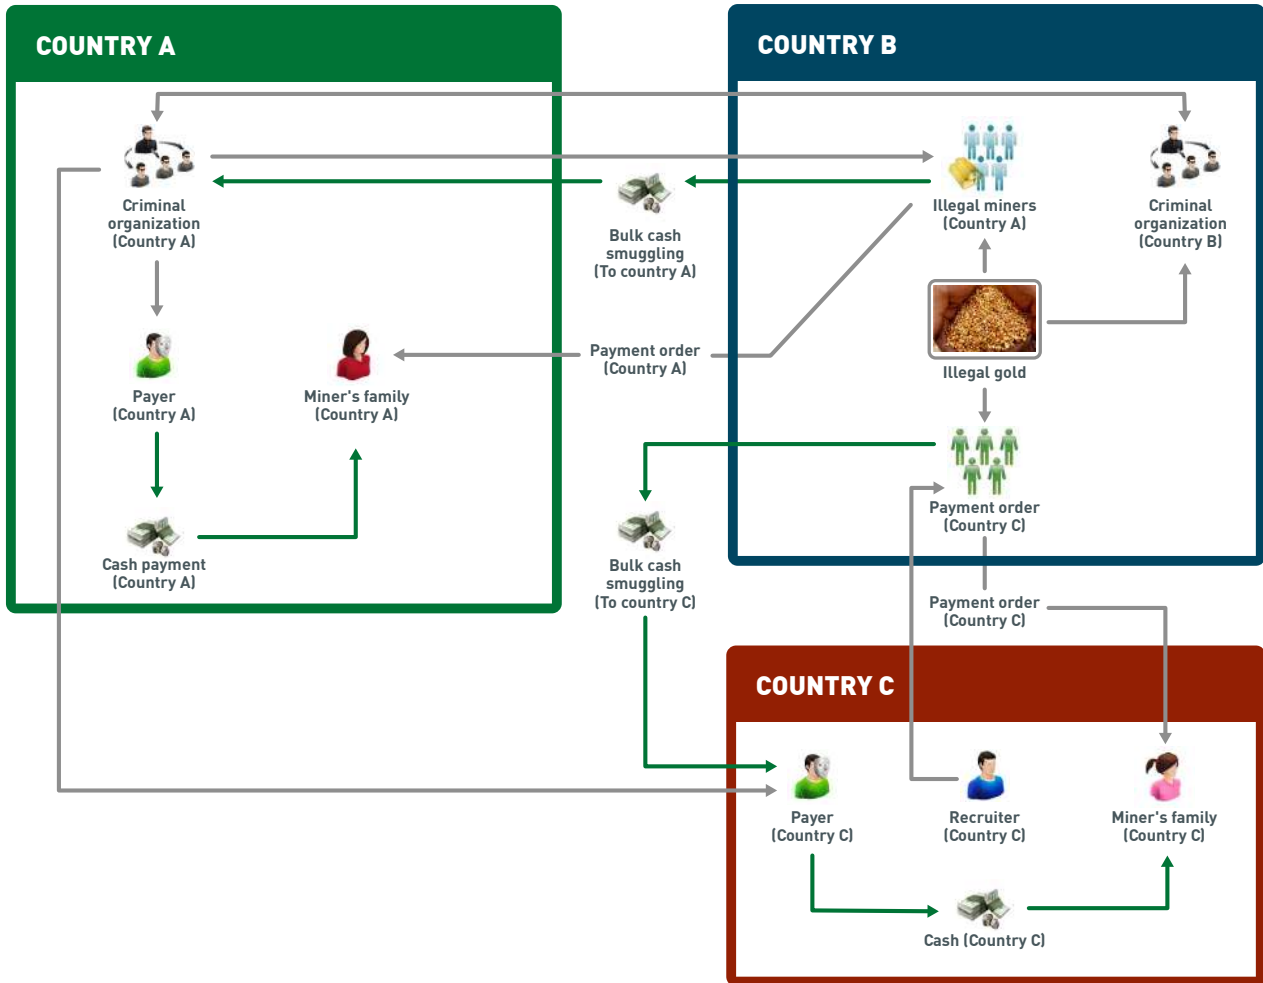 COUNTRY A
Criminal
organization
(Country A)
Payer
(Country A)
Miner's family
(Country A)
Cash payment
(Country A)
Bulk cash
smuggling
(To country A)
Payment order
(Country A)
Bulk cash
smuggling
(To country C)
COUNTRY B
Illegal miners
(Country A)
Criminal
organization
(Country B)
Illegal gold
Payment order
(Country C)
Payment order
(Country C)
COUNTRY C
Payer
(Country C)
Recruiter
(Country C)
Miner's family
(Country C)
Cash (Country C)